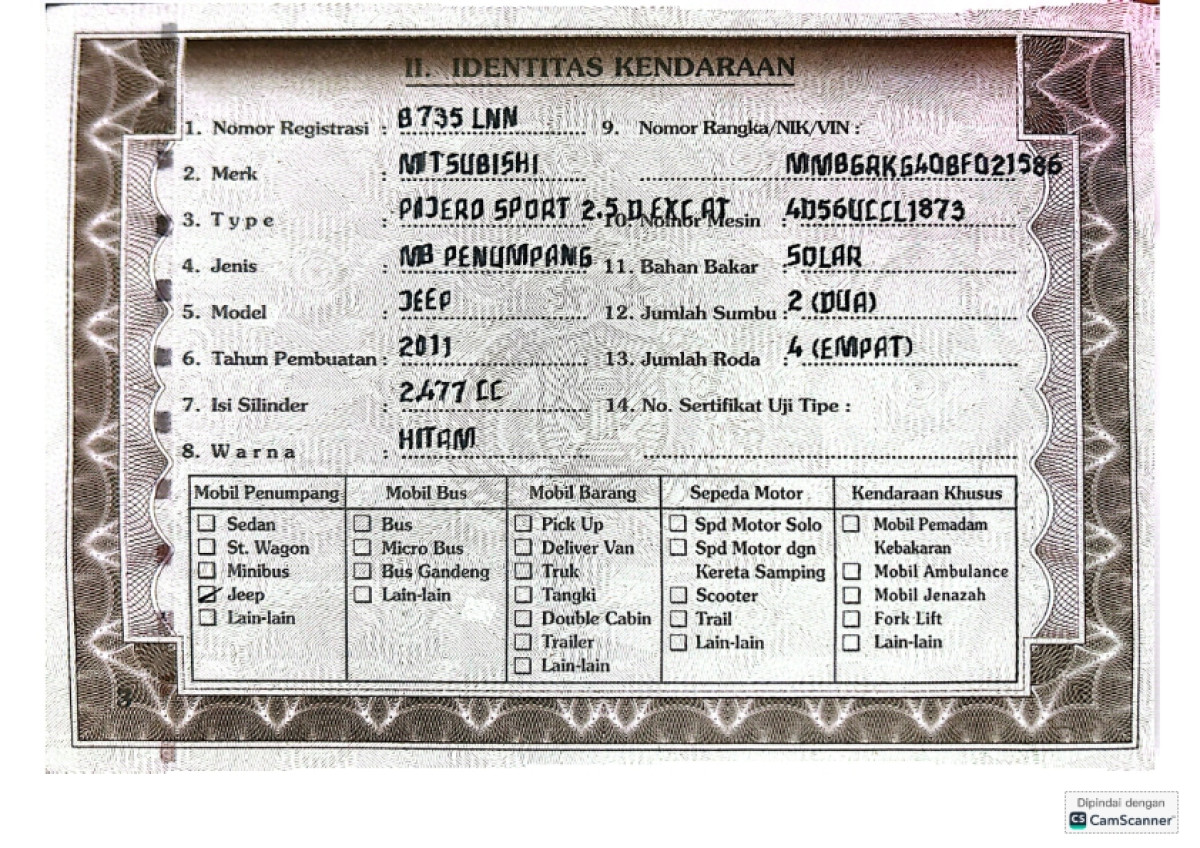 II. IDENTITAS KENDARAAN
1. Nomor Registrasi : B 735 LNN
2. Merk : MITSUBISHI
3. Type : PAJERO SPORT 2.5 D EXC AT
4. Jenis : MB PENUMPANG
5. Model : JEEP
6. Tahun Pembuatan : 2011
7. Isi Silinder : 2477 CC
8. Warna : HITAM
9. Nomor Rangka/NIK/VIN :
MMBGRKG40BF021586
10. Nomor Mesin : 4D56UCCL1873
11. Bahan Bakar : SOLAR
12. Jumlah Sumbu : 2 (DUA)
13. Jumlah Roda : 4 (EMPAT)
14. No. Sertifikat Uji Tipe :
Mobil Penumpang
Sedan
St. Wagon
Minibus
Jeep
Lain-lain
Mobil Bus
Bus
Micro Bus
Bus Gandeng
Lain-lain
Mobil Barang
Pick Up
Deliver Van
Truk
Tangki
Double Cabin
Trailer
Lain-lain
Sepeda Motor
Spd Motor Solo
Spd Motor dgn
Kereta Samping
Scooter
Trail
Lain-lain
Kendaraan Khusus
Mobil Pemadam
Kebakaran
Mobil Ambulance
Mobil Jenazah
Fork Lift
Lain-lain
3
Dipindai dengan
CS CamScanner